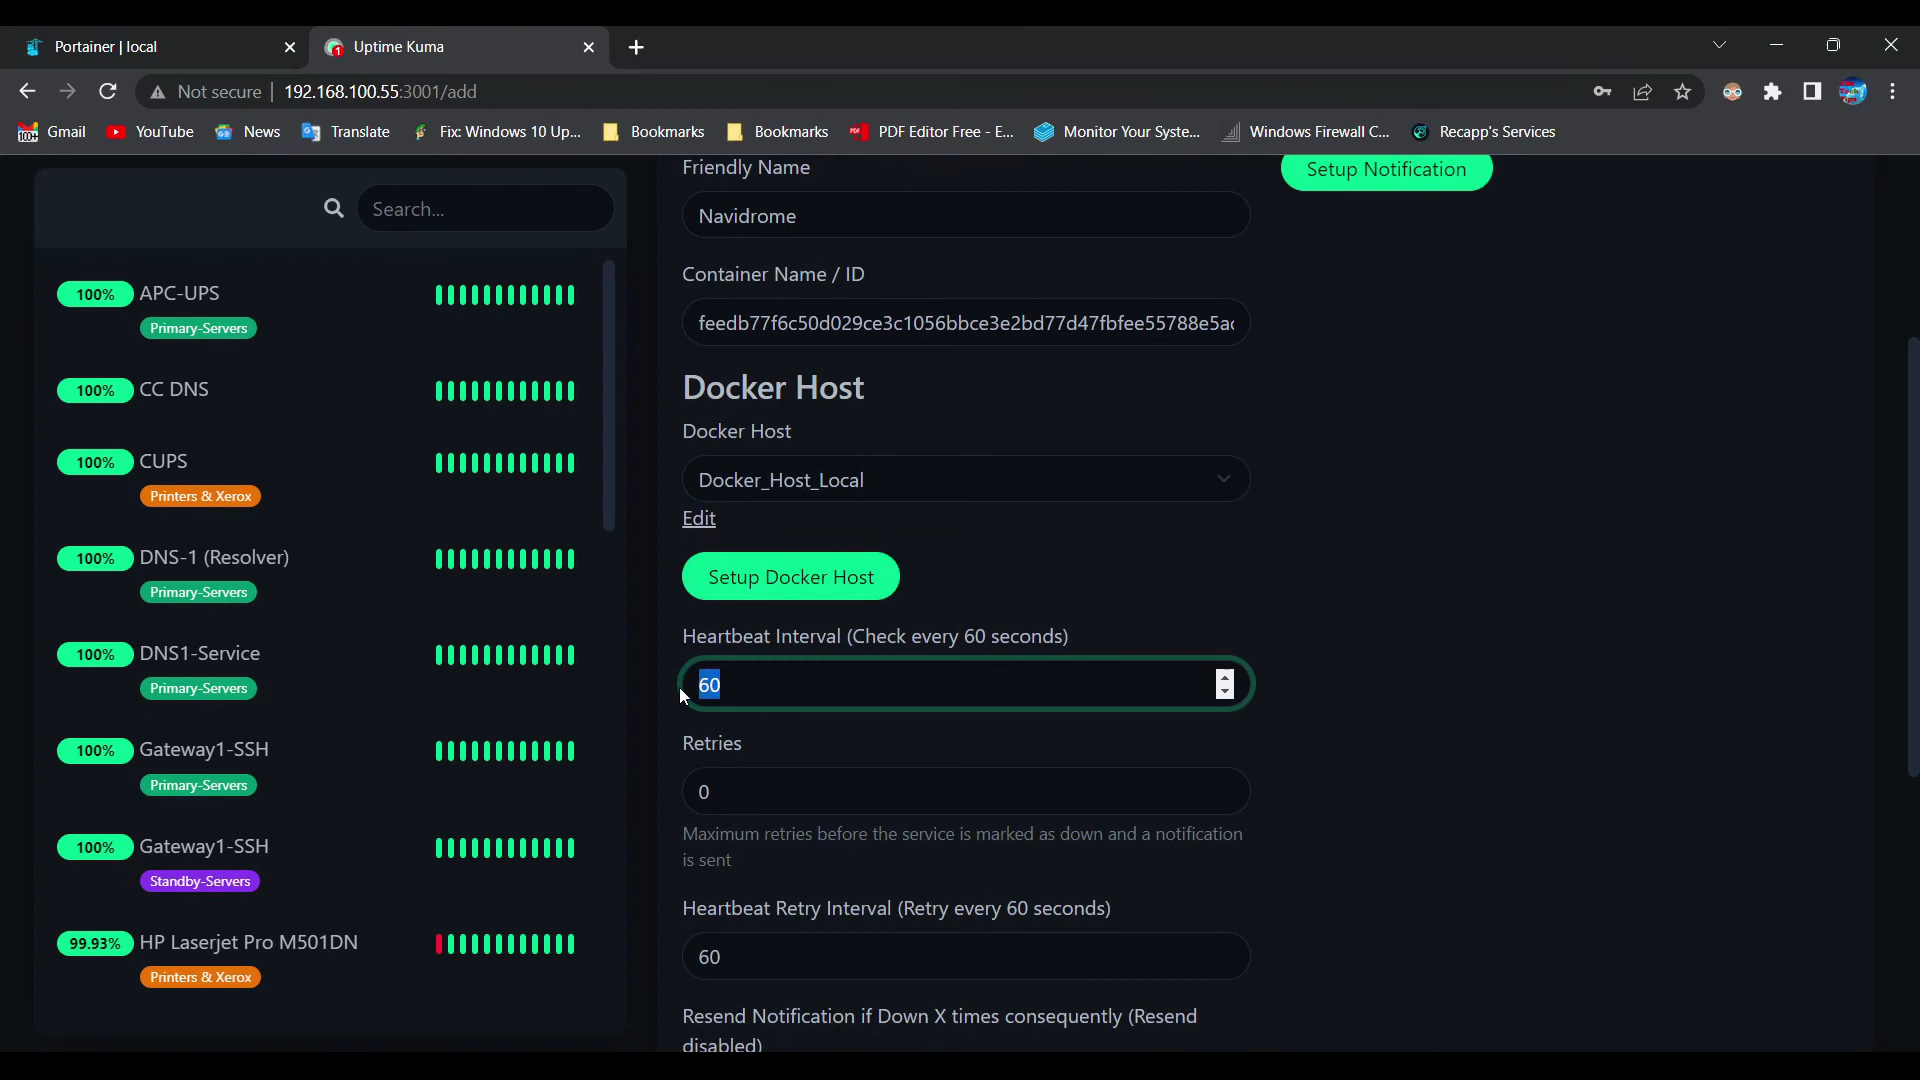 Portainer | local
Uptime Kuma
Not secure
192.168.100.55:3001/add
100+
Gmail
YouTube
News
Translate
Fix: Windows 10 Up...
Bookmarks
Bookmarks
PDF Editor Free - E...
Monitor Your Syste...
Windows Firewall C...
Recapp's Services
Search...
100%
APC-UPS
Primary-Servers
100%
CC DNS
100%
CUPS
Printers & Xerox
100%
DNS-1 (Resolver)
Primary-Servers
100%
DNS1-Service
Primary-Servers
100%
Gateway1-SSH
Primary-Servers
100%
Gateway1-SSH
Standby-Servers
99.93%
HP Laserjet Pro M501DN
Printers & Xerox
Friendly Name
Navidrome
Container Name / ID
feedb77f6c50d029ce3c1056bbce3e2bd77d47fbfee55788e5ac
Docker Host
Docker Host
Docker_Host_Local
Edit
Setup Docker Host
Heartbeat Interval (Check every 60 seconds)
60
Retries
0
Maximum retries before the service is marked as down and a notification
is sent
Heartbeat Retry Interval (Retry every 60 seconds)
60
Resend Notification if Down X times consequently (Resend
disabled)
Setup Notification